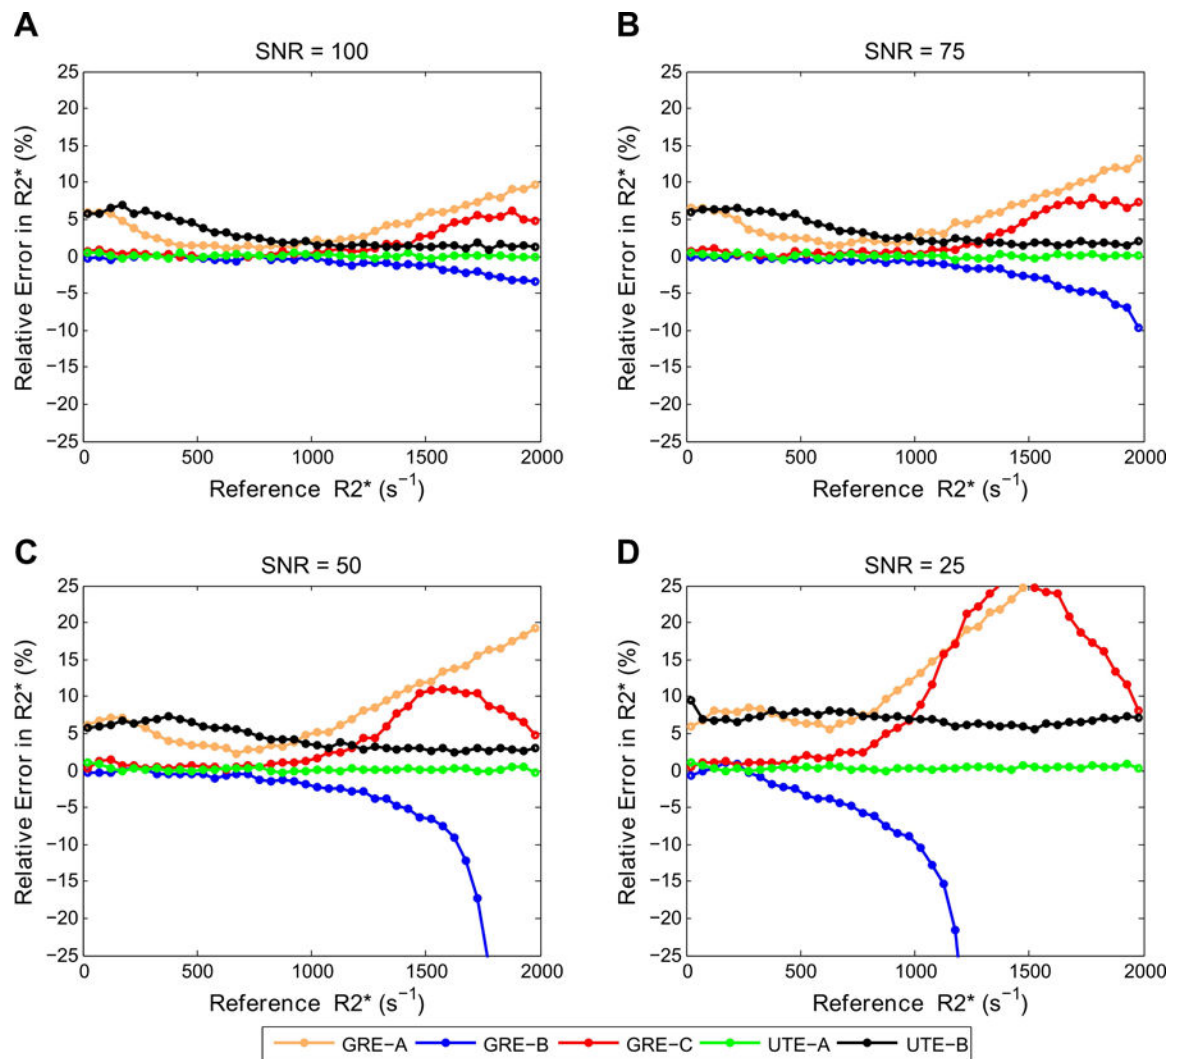 A
SNR = 100
25
20
15
10
5
0
−5
−10
−15
−20
−25
0 500 1000 1500 2000
Relative Error in R2* (%)
Reference R2* (s−1)
B
SNR = 75
25
20
15
10
5
0
−5
−10
−15
−20
−25
0 500 1000 1500 2000
Relative Error in R2* (%)
Reference R2* (s−1)
C
SNR = 50
25
20
15
10
5
0
−5
−10
−15
−20
−25
0 500 1000 1500 2000
Relative Error in R2* (%)
Reference R2* (s−1)
D
SNR = 25
25
20
15
10
5
0
−5
−10
−15
−20
−25
0 500 1000 1500 2000
Relative Error in R2* (%)
Reference R2* (s−1)
GRE−A GRE−B GRE−C UTE−A UTE−B